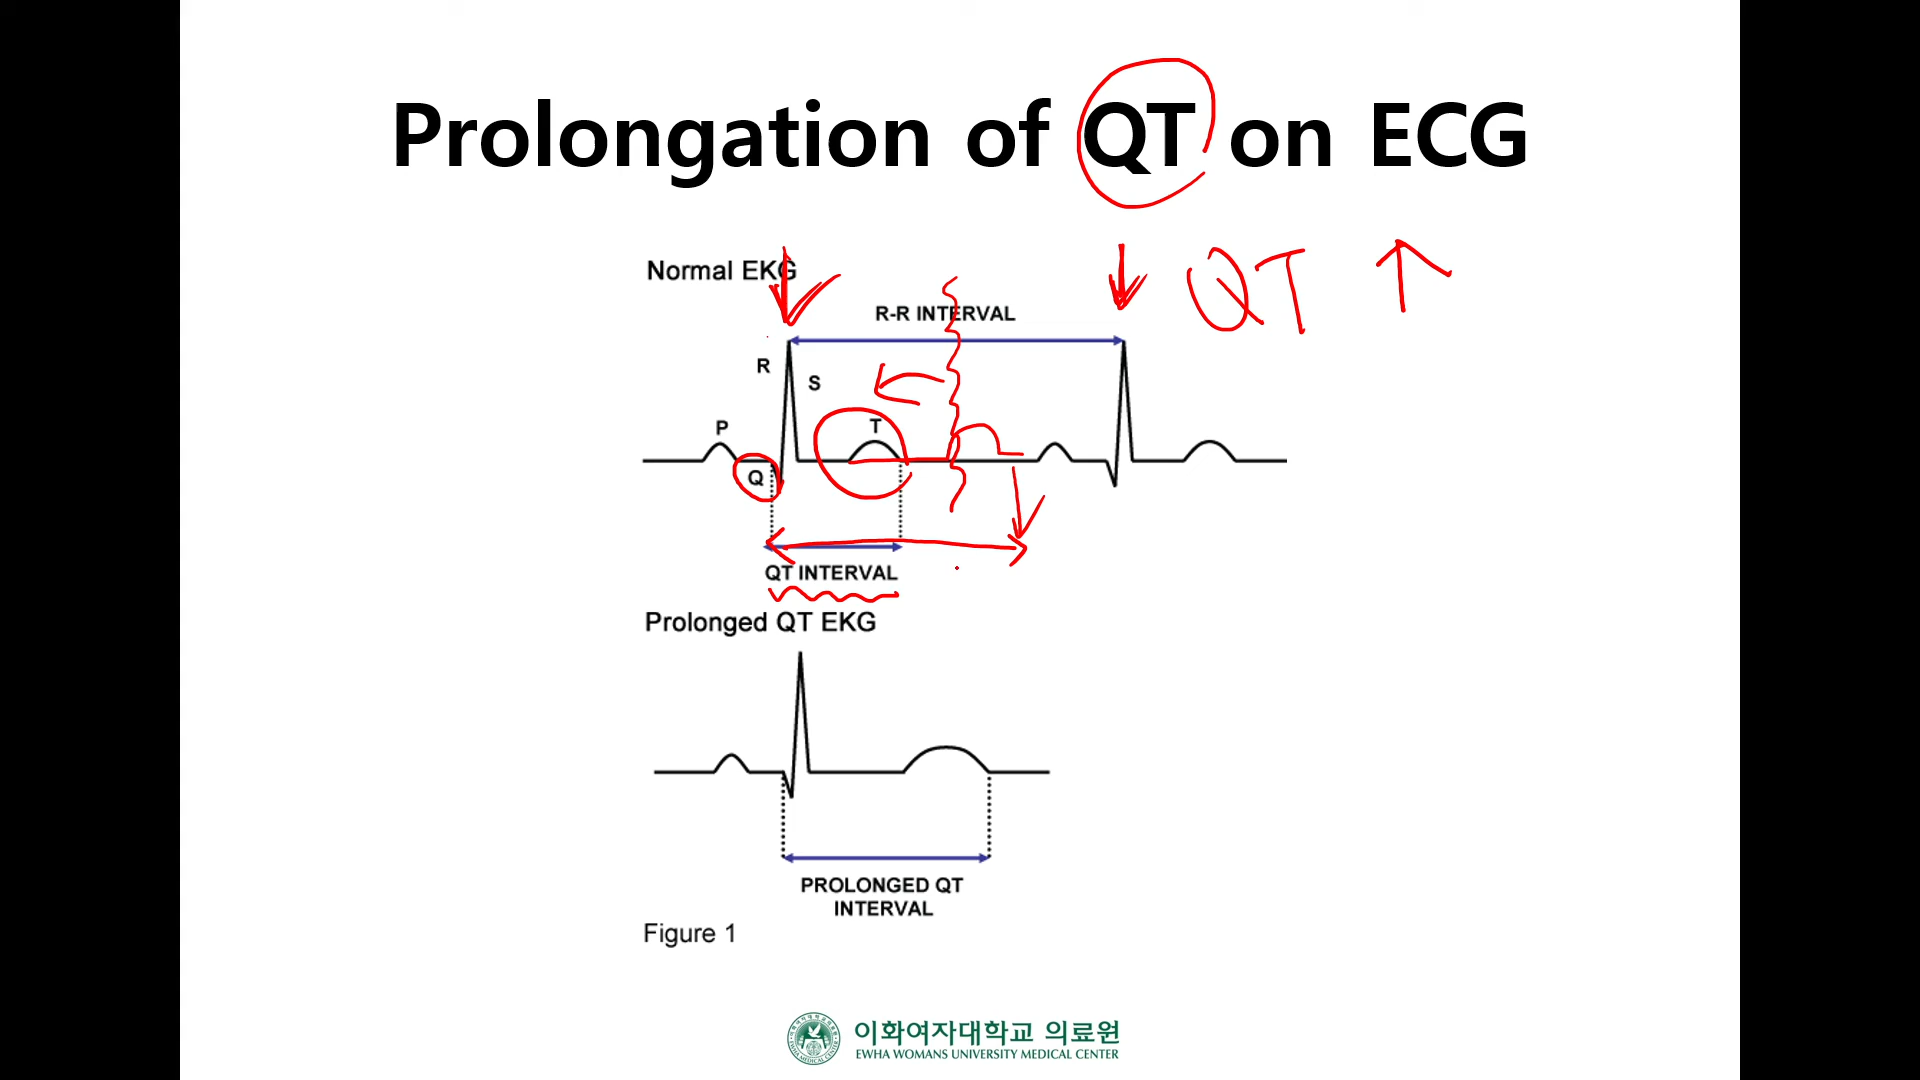 Prolongation of QT on ECG
Normal EKG
QT ↑
R-R INTERVAL
R
S
P
T
Q
QT INTERVAL
Prolonged QT EKG
PROLONGED QT
INTERVAL
Figure 1
이화여자대학교 의료원
EWHA WOMANS UNIVERSITY MEDICAL CENTER